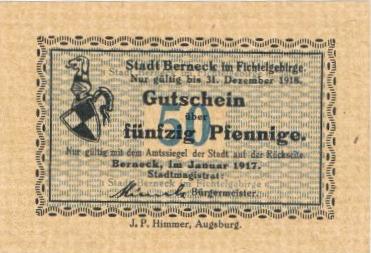 Stadt Berneck im Fichtelgebirge.
Nur gültig bis 31. Dezember 1918.
Gutschein
über
50
fünfzig Pfennige.
Nur gültig mit dem Amtssiegel der Stadt auf der Rückseite
Berneck, im Januar 1917.
Stadtmagistrat:
Bürgermeister.
J. P. Himmer, Augsburg.